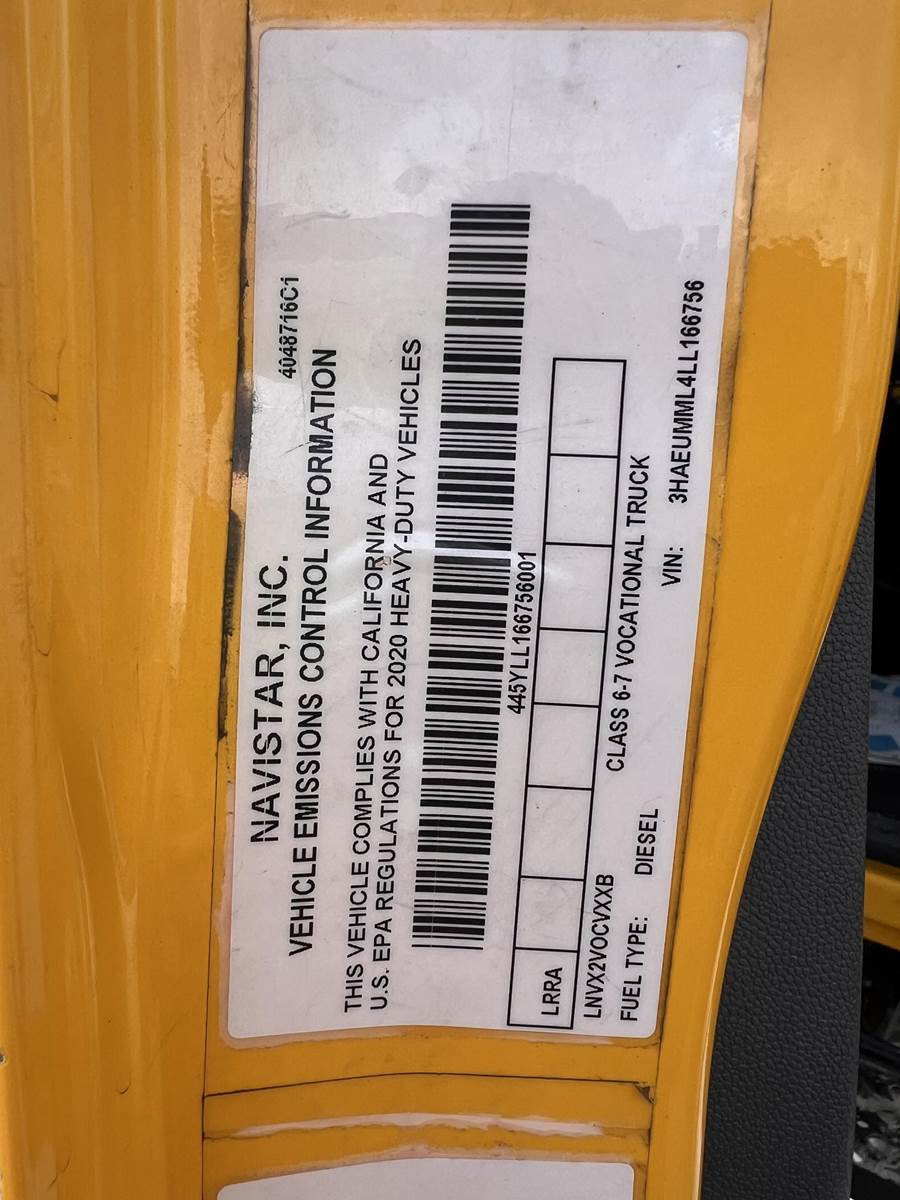 4048716C1
NAVISTAR, INC.
VEHICLE EMISSIONS CONTROL INFORMATION
THIS VEHICLE COMPLIES WITH CALIFORNIA AND
U.S. EPA REGULATIONS FOR 2020 HEAVY-DUTY VEHICLES
445YLL166756001
LRRA
LNVX2VOCVXXB CLASS 6-7 VOCATIONAL TRUCK
FUEL TYPE: DIESEL VIN: 3HAEUMML4LL166756